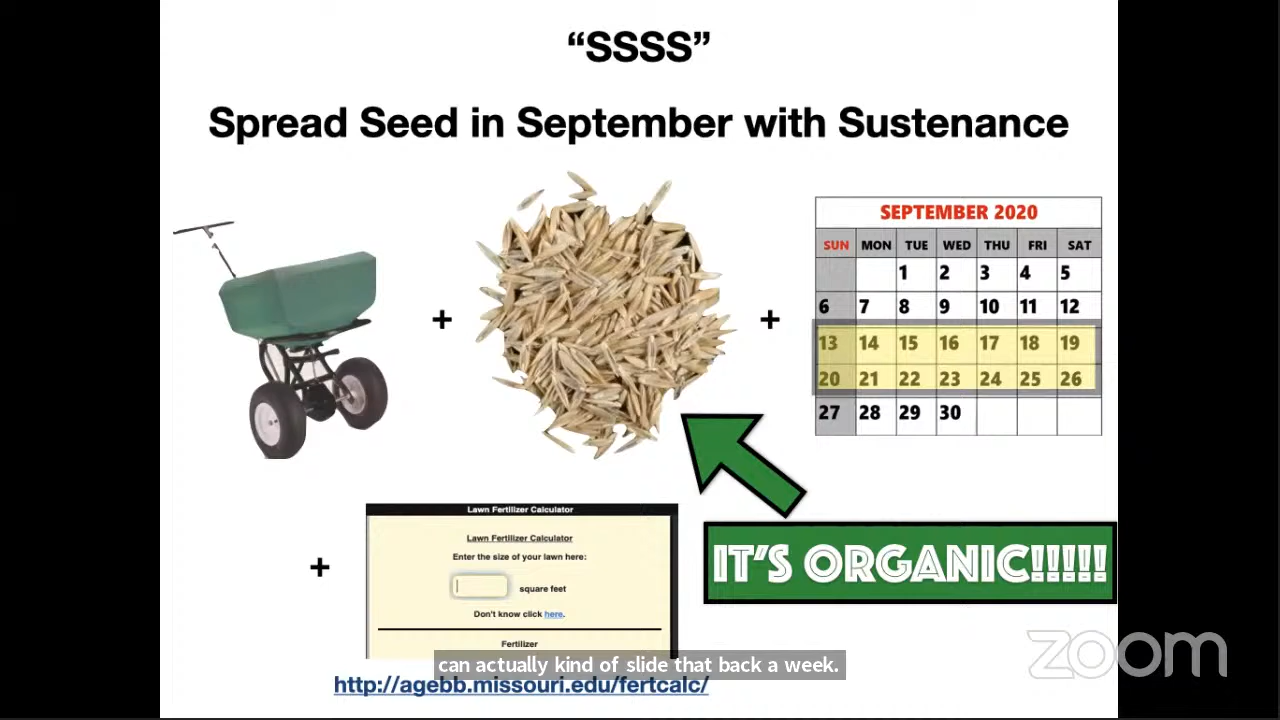 “SSSS”
Spread Seed in September with Sustenance
+
+
SEPTEMBER 2020
SUN MON TUE WED THU FRI SAT
1 2 3 4 5
6 7 8 9 10 11 12
13 14 15 16 17 18 19
20 21 22 23 24 25 26
27 28 29 30
+
Lawn Fertilizer Calculator
Lawn Fertilizer Calculator
Enter the size of your lawn here:
square feet
Don't know click here.
Fertilizer
IT'S ORGANIC!!!!!
can actually kind of slide that back a week.
http://agebb.missouri.edu/fertcalc/
zoom